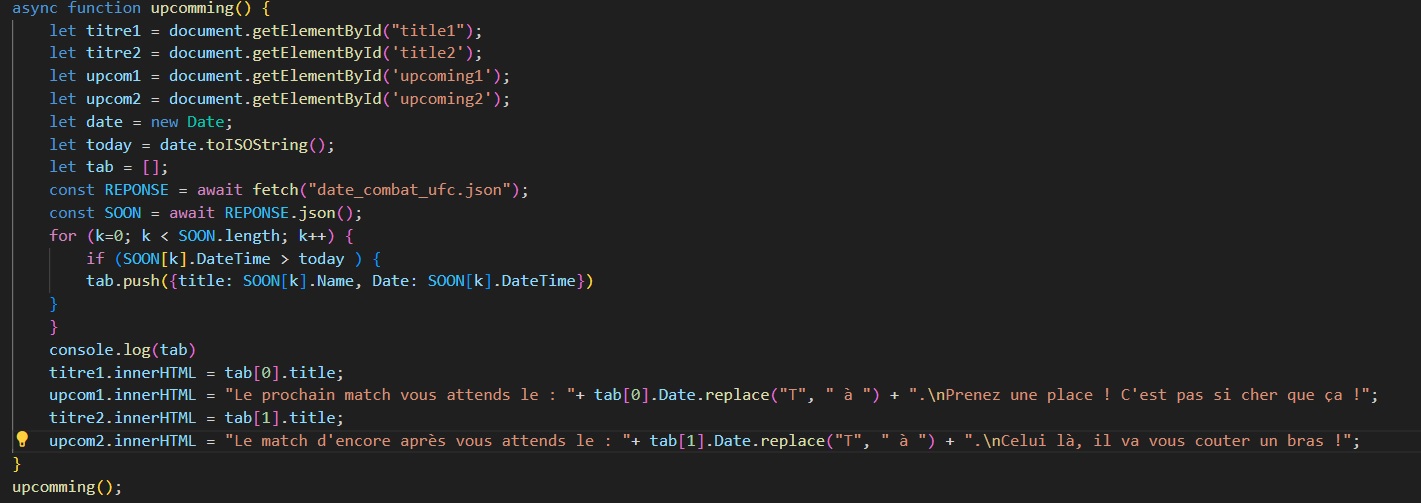 async function upcomming() {
    let titre1 = document.getElementById("title1");
    let titre2 = document.getElementById('title2');
    let upcom1 = document.getElementById('upcoming1');
    let upcom2 = document.getElementById('upcoming2');
    let date = new Date;
    let today = date.toISOString();
    let tab = [];
    const REPONSE = await fetch("date_combat_ufc.json");
    const SOON = await REPONSE.json();
    for (k=0; k < SOON.length; k++) {
        if (SOON[k].DateTime > today ) {
        tab.push({title: SOON[k].Name, Date: SOON[k].DateTime})
    }
    }
    console.log(tab)
    titre1.innerHTML = tab[0].title;
    upcom1.innerHTML = "Le prochain match vous attends le : "+ tab[0].Date.replace("T", " à ") + ".\nPrenez une place ! C'est pas si cher que ça !";
    titre2.innerHTML = tab[1].title;
    upcom2.innerHTML = "Le match d'encore après vous attends le : "+ tab[1].Date.replace("T", " à ") + ".\nCelui là, il va vous couter un bras !";
}
upcomming();